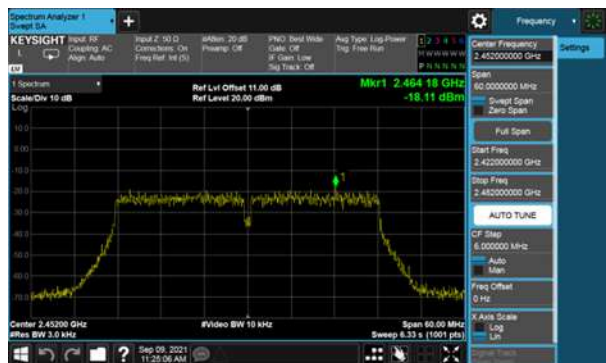 Spectrum Analyzer 1
Swept SA
+
Frequency
KEYSIGHT Input: RF Input Z: 50 Ω #Atten: 20 dB PNO: Best Wide Avg Type: Log-Power 1 2 3 4 5 6
L Coupling: AC Corrections: On Preamp: Off Gate: Off Trig: Free Run
Align: Auto Freq Ref: Int (S) IF Gain: Low
Sig Track: Off
1 Spectrum
Scale/Div 10 dB
Ref Lvl Offset 11.00 dB
Ref Level 20.00 dBm
Mkr1 2.464 18 GHz
-18.11 dBm
Log
10.0
0.00
-10.0
1
-20.0
-30.0
-40.0
-50.0
-60.0
-70.0
Center 2.45200 GHz
#Res BW 3.0 kHz
#Video BW 10 kHz
Span 60.00 MHz
Sweep 6.33 s (1001 pts)
Center Frequency
2.452000000 GHz
Settings
Span
60.0000000 MHz
Swept Span
Zero Span
Full Span
Start Freq
2.422000000 GHz
Stop Freq
2.482000000 GHz
AUTO TUNE
CF Step
6.000000 MHz
Auto
Man
Freq Offset
0 Hz
X Axis Scale
Log
Lin
Signal Track
?
Sep 09, 2021
11:25:06 AM